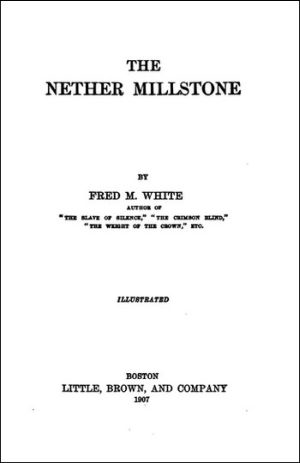 THE
NETHER MILLSTONE
BY
FRED M. WHITE
AUTHOR OF
"THE SLAVE OF SILENCE," "THE CRIMSON BLIND,"
"THE WEIGHT OF THE CROWN," ETC.
ILLUSTRATED
BOSTON
LITTLE, BROWN, AND COMPANY
1907